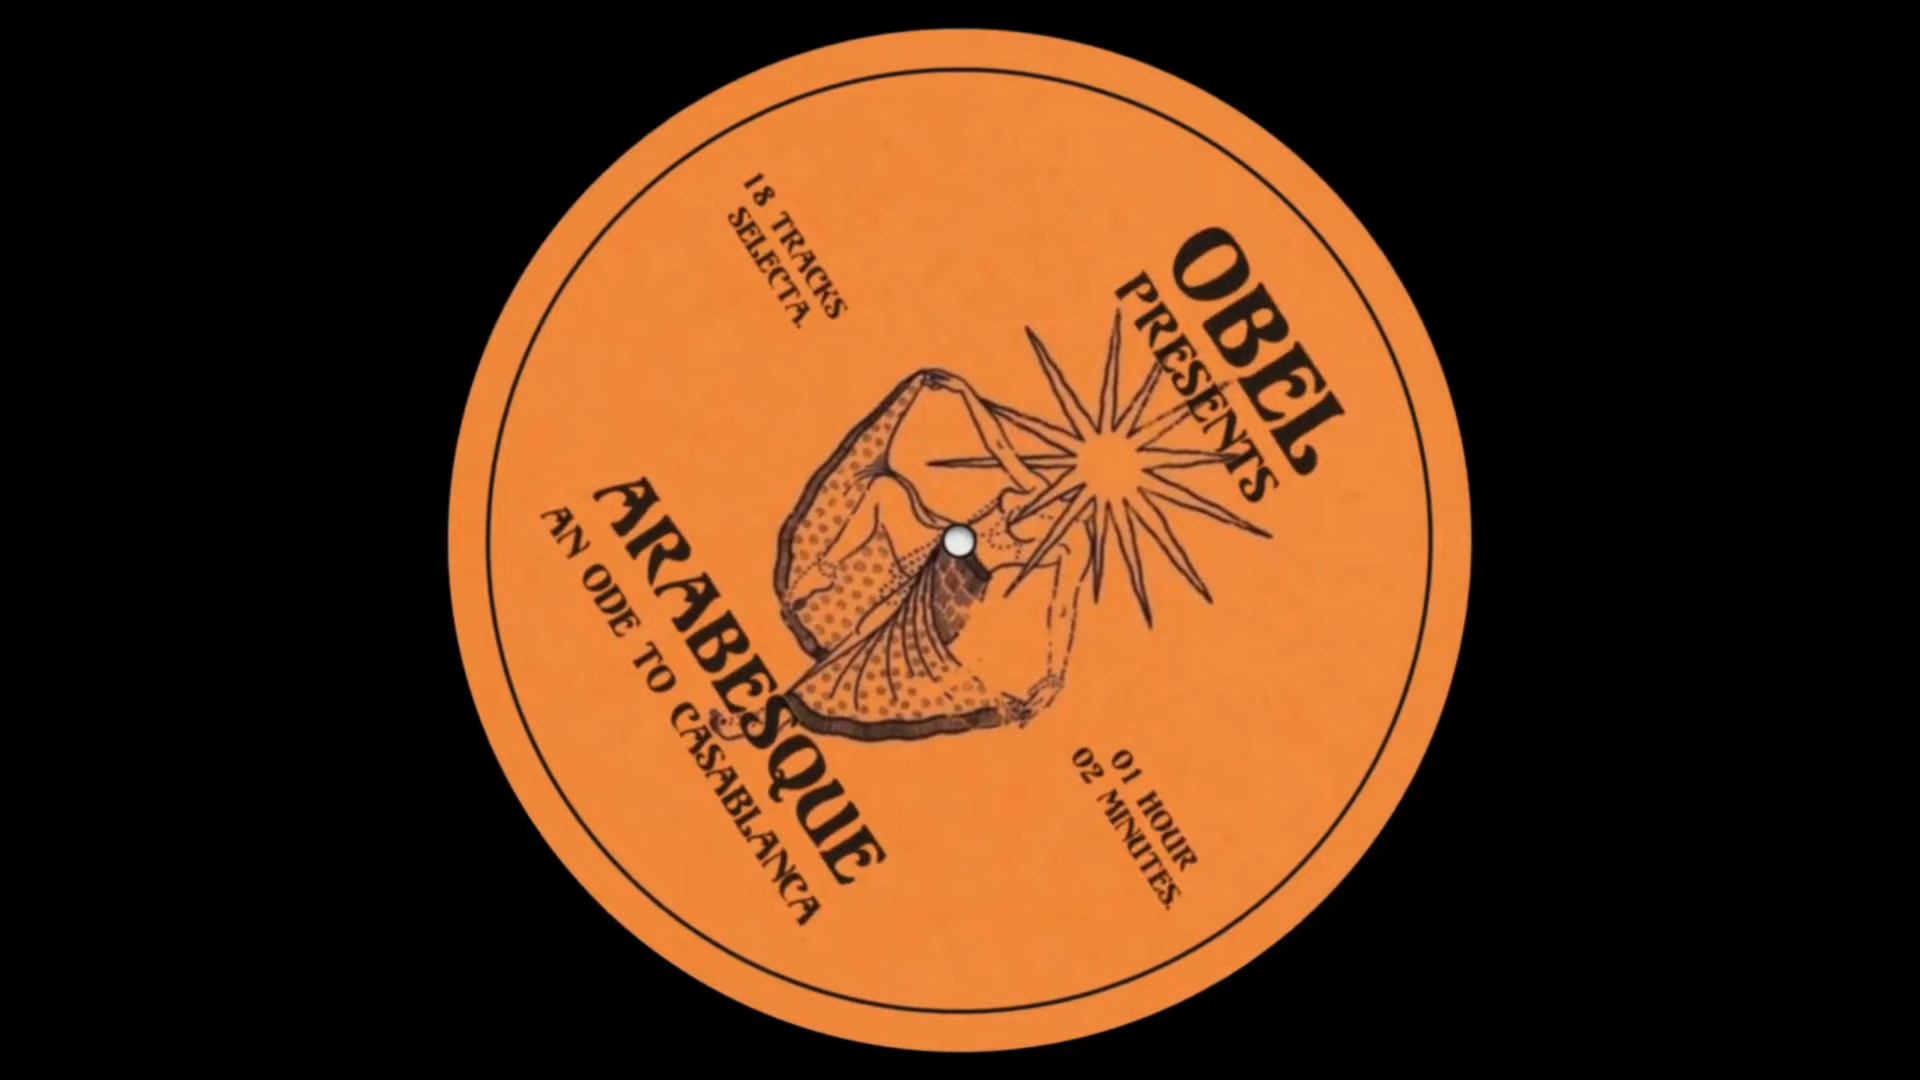 OBEL
PRESENTS
18 TRACKS
SELECTA.
01 HOUR
02 MINUTES.
ARABESQUE
AN ODE TO CASABLANCA